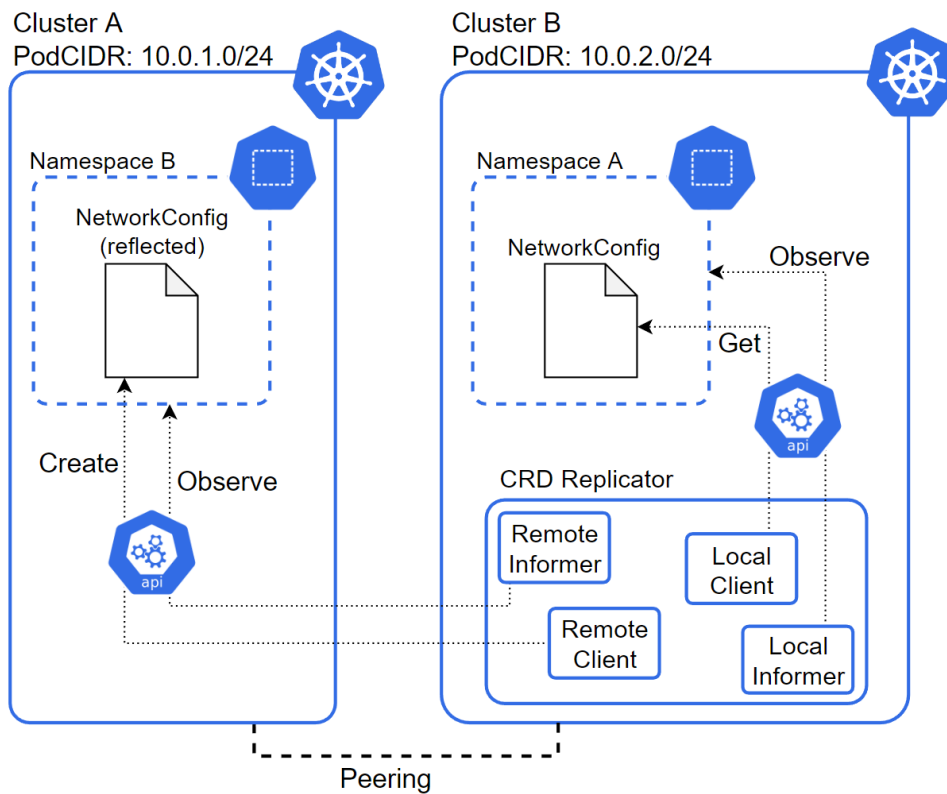 Cluster A
PodCIDR: 10.0.1.0/24
Namespace B
NetworkConfig
(reflected)
Create
Observe
api
Cluster B
PodCIDR: 10.0.2.0/24
Namespace A
NetworkConfig
Observe
Get
api
CRD Replicator
Remote
Informer
Local
Client
Remote
Client
Local
Informer
Peering